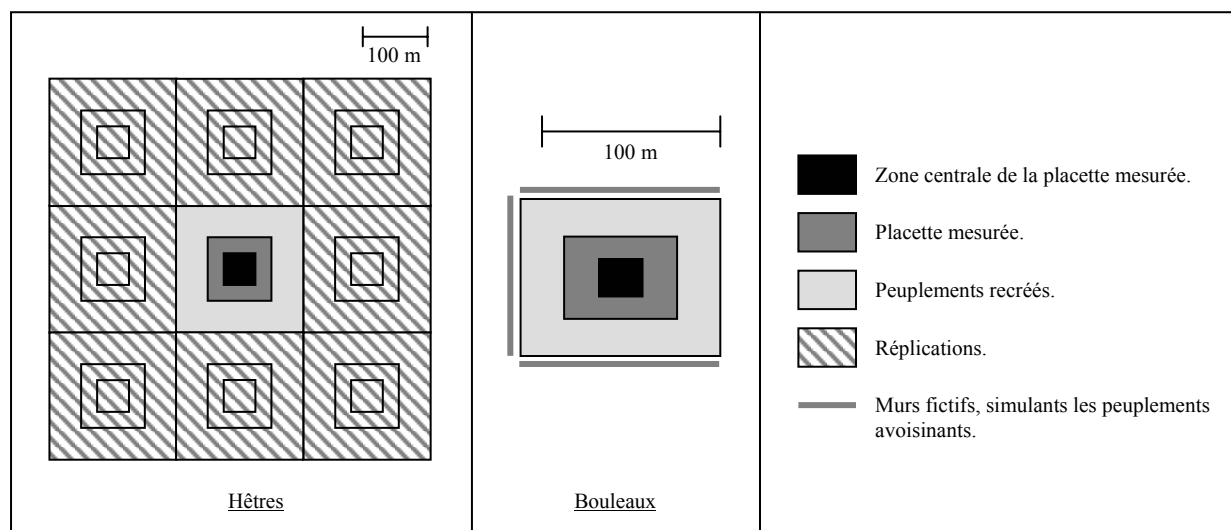 100 m
Hêtres
100 m
Bouleaux
Zone centrale de la placette mesurée.
Placette mesurée.
Peuplements recréés.
Réplications.
Murs fictifs, simulants les peuplements
avoisinants.